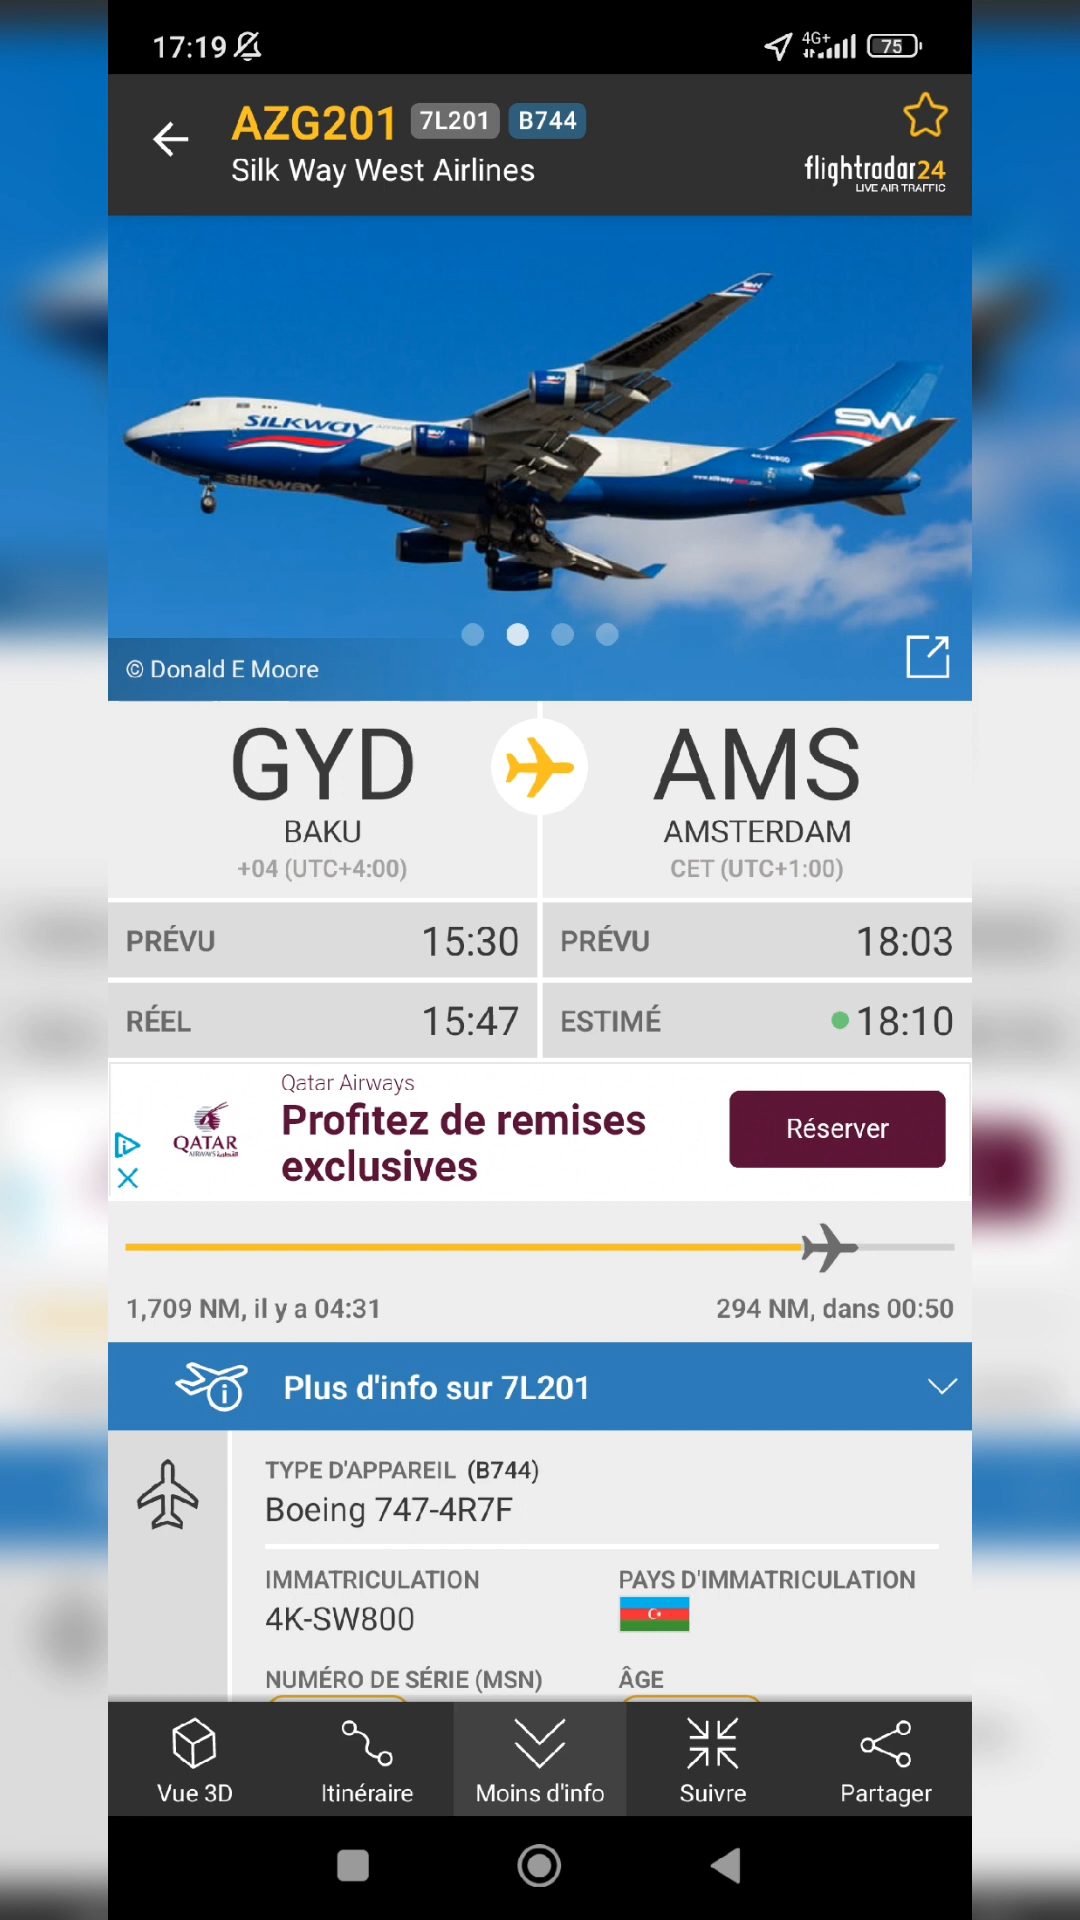 17:19
4G+
75
AZG201 7L201 B744
Silk Way West Airlines
flightradar24
LIVE AIR TRAFFIC
SILKWAY
SW
silkway
© Donald E Moore
GYD
AMS
BAKU
AMSTERDAM
+04 (UTC+4:00)
CET (UTC+1:00)
PRÉVU 15:30
PRÉVU 18:03
RÉEL 15:47
ESTIMÉ 18:10
Qatar Airways
Profitez de remises
exclusives
QATAR
AIRWAYS القطرية
Réserver
1,709 NM, il y a 04:31
294 NM, dans 00:50
Plus d'info sur 7L201
TYPE D'APPAREIL (B744)
Boeing 747-4R7F
IMMATRICULATION
PAYS D'IMMATRICULATION
4K-SW800
NUMÉRO DE SÉRIE (MSN)
ÂGE
Vue 3D
Itinéraire
Moins d'info
Suivre
Partager